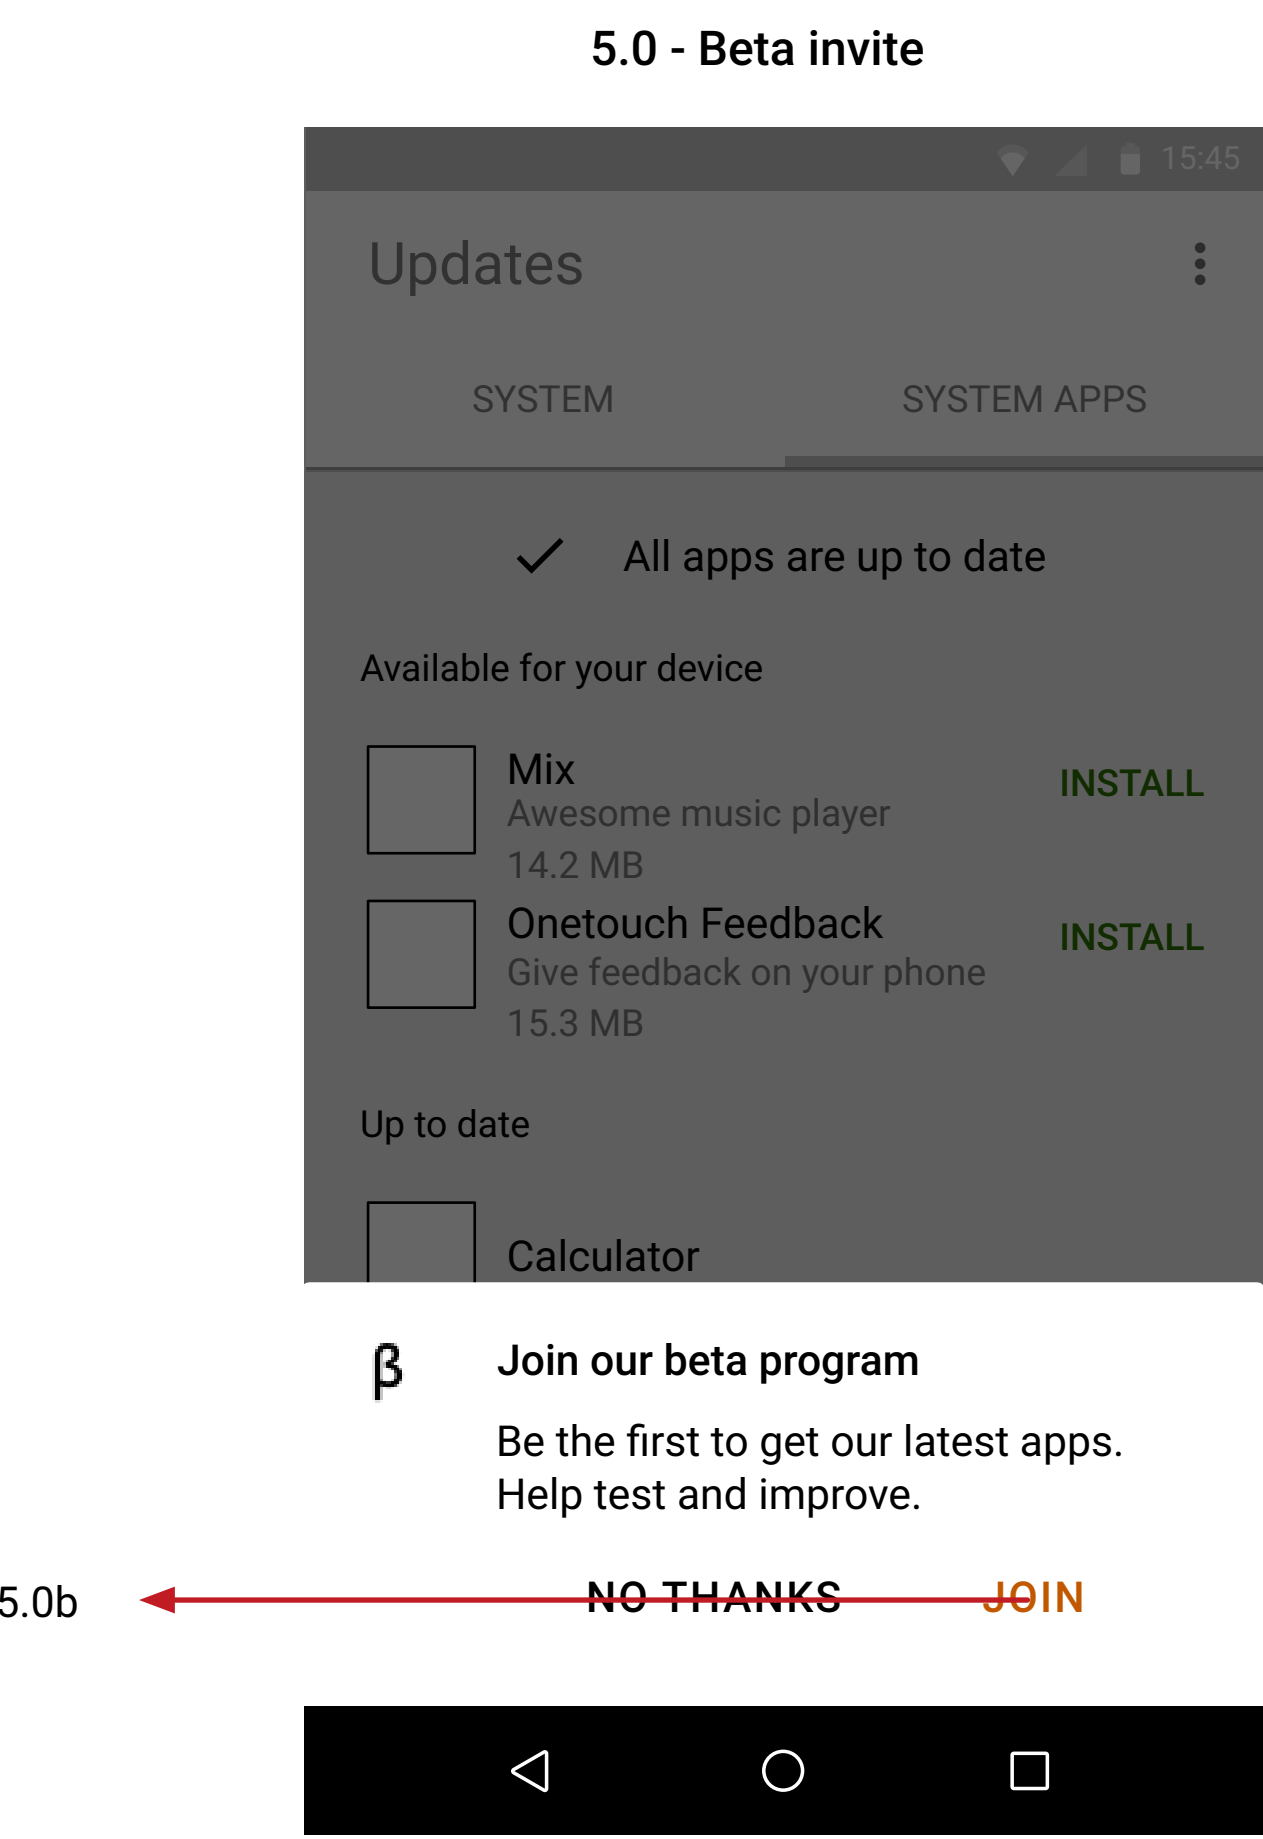 5.0 - Beta invite
15:45
Updates
SYSTEM
SYSTEM APPS
All apps are up to date
Available for your device
Mix
INSTALL
Awesome music player
14.2 MB
Onetouch Feedback
INSTALL
Give feedback on your phone
15.3 MB
Up to date
Calculator
β
Join our beta program
Be the first to get our latest apps.
Help test and improve.
5.0b
NO THANKS
JOIN